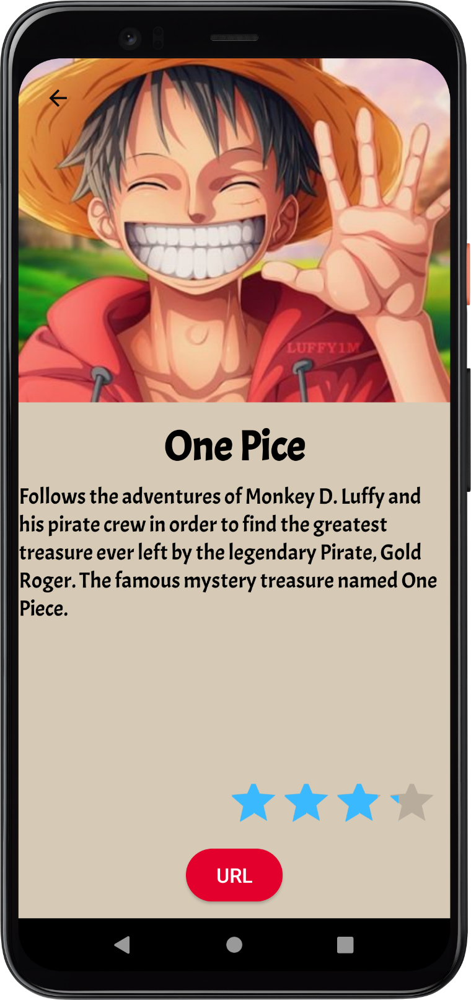 LUFFY1M
One Pice
Follows the adventures of Monkey D. Luffy and
his pirate crew in order to find the greatest
treasure ever left by the legendary Pirate, Gold
Roger. The famous mystery treasure named One
Piece.
URL